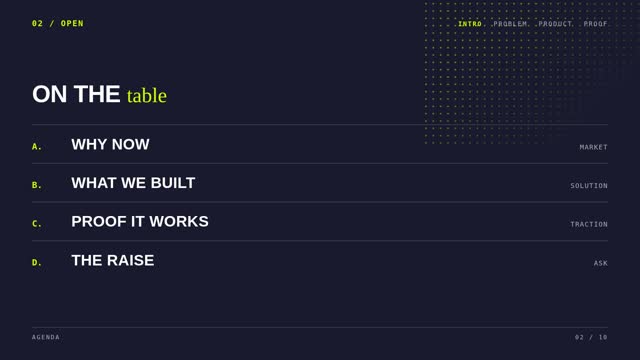 02 / OPEN
INTRO PROBLEM PRODUCT PROOF
ON THE table
A. WHY NOW MARKET
B. WHAT WE BUILT SOLUTION
C. PROOF IT WORKS TRACTION
D. THE RAISE ASK
AGENDA 02 / 10